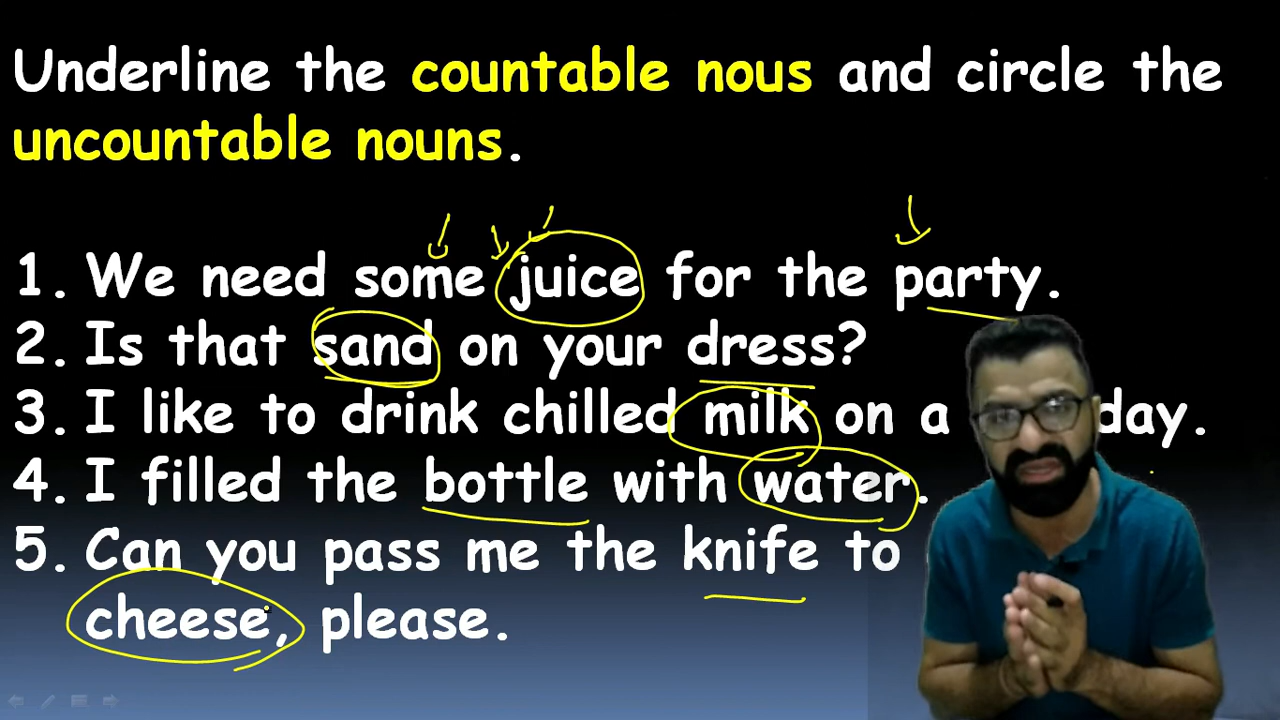 Underline the countable nous and circle the
uncountable nouns.
1. We need some juice for the party.
2. Is that sand on your dress?
3. I like to drink chilled milk on a day.
4. I filled the bottle with water.
5. Can you pass me the knife to
cheese, please.